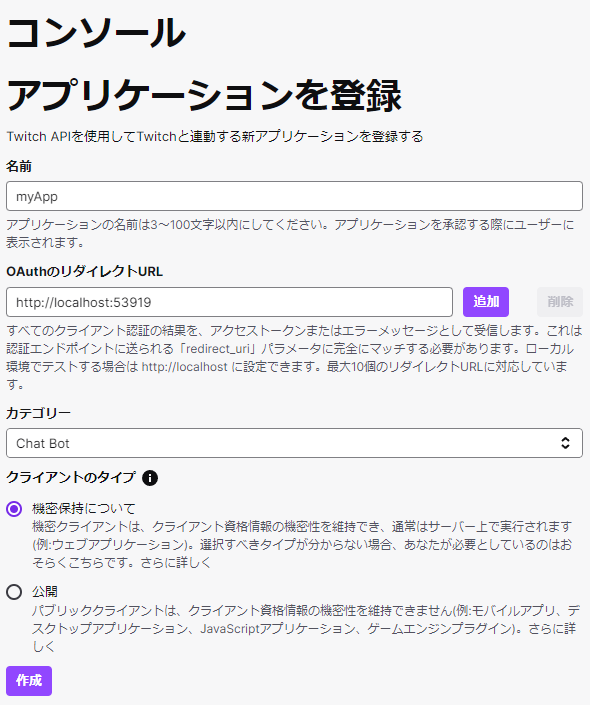 コンソール
アプリケーションを登録
Twitch APIを使用してTwitchと連動する新アプリケーションを登録する
名前
myApp
アプリケーションの名前は3～100文字以内にしてください。アプリケーションを承認する際にユーザーに
表示されます。
OAuthのリダイレクトURL
http://localhost:53919
追加
削除
すべてのクライアント認証の結果を、アクセストークンまたはエラーメッセージとして受信します。これは
認証エンドポイントに送られる「redirect_uri」パラメータに完全にマッチする必要があります。ローカル
環境でテストする場合は http://localhost に設定できます。最大10個のリダイレクトURLに対応していま
す。
カテゴリー
Chat Bot
クライアントのタイプ
機密保持について
機密クライアントは、クライアント資格情報の機密性を維持でき、通常はサーバー上で実行されます
(例:ウェブアプリケーション)。選択すべきタイプが分からない場合、あなたが必要としているのはお
そらくこちらです。さらに詳しく
公開
パブリッククライアントは、クライアント資格情報の機密性を維持できません(例:モバイルアプリ、デ
スクトップアプリケーション、JavaScriptアプリケーション、ゲームエンジンプラグイン)。さらに詳
しく
作成